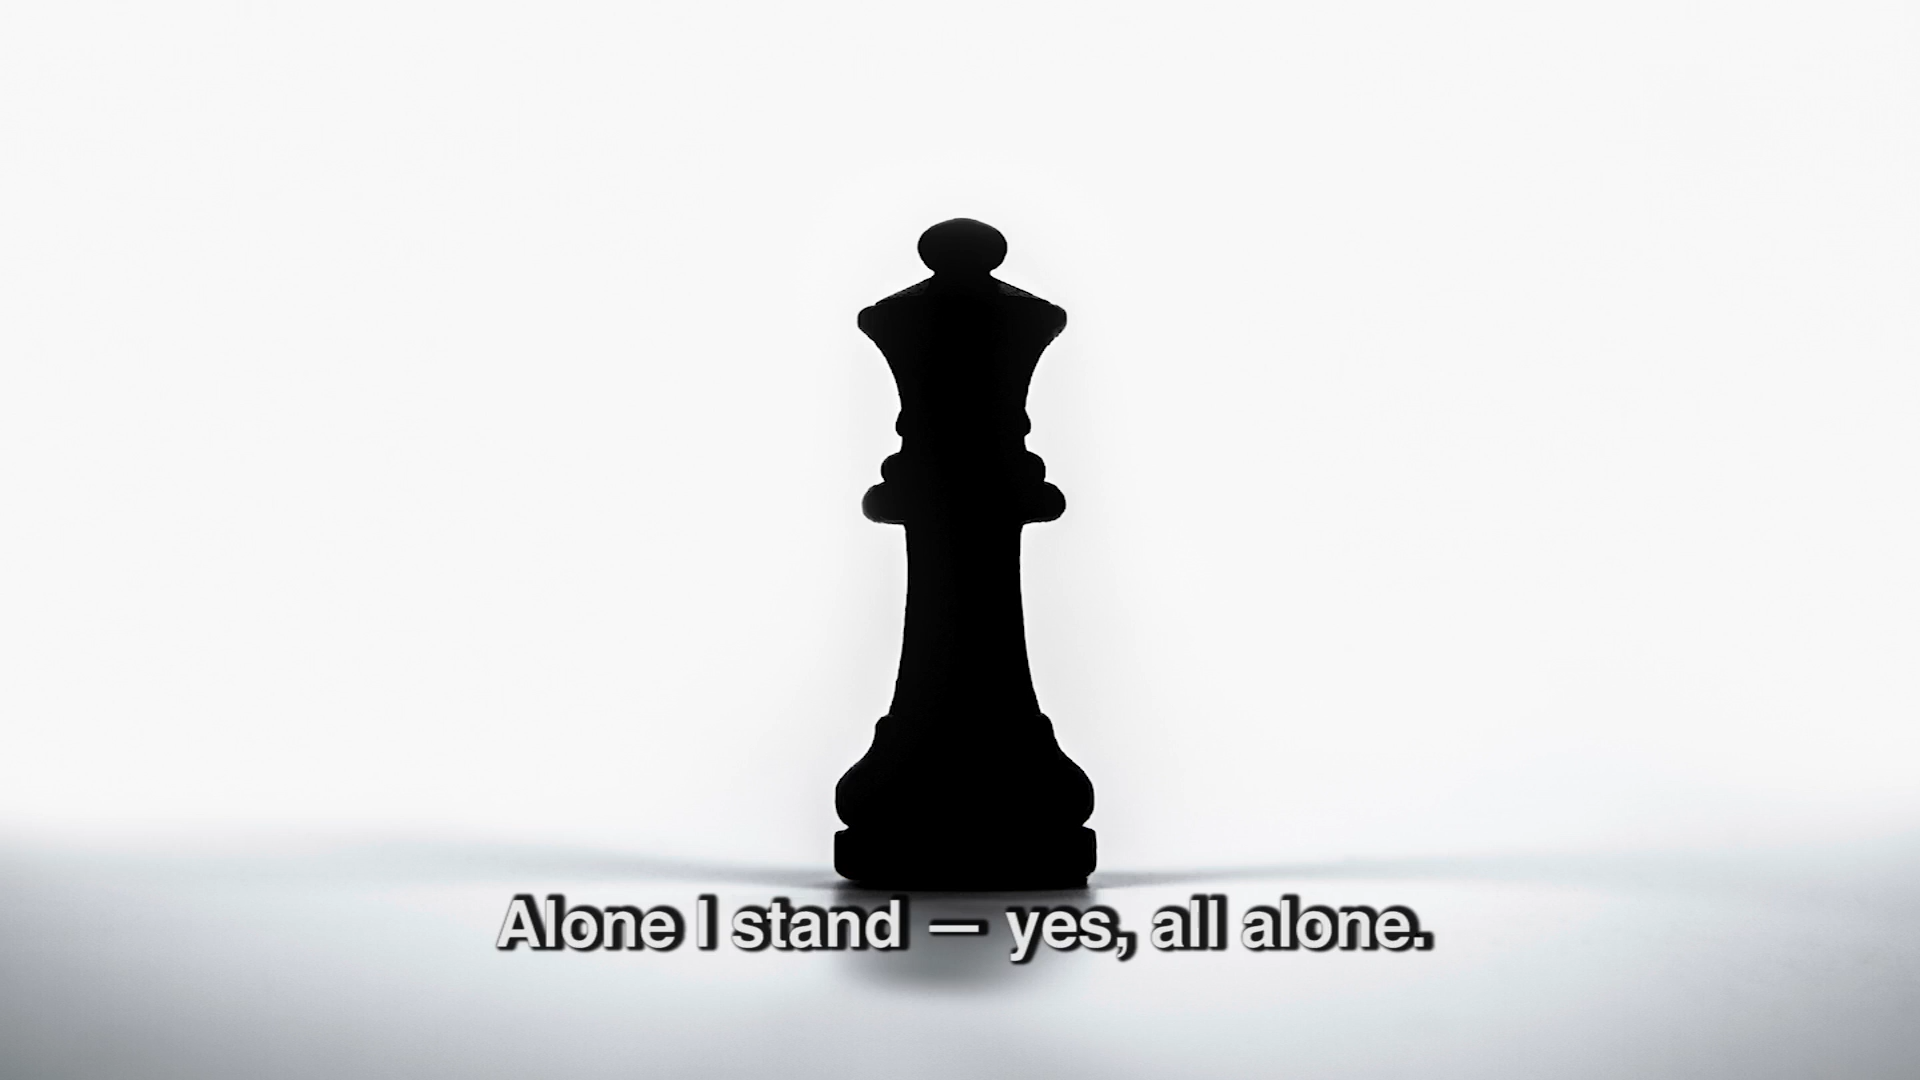 Alone I stand — yes, all alone.